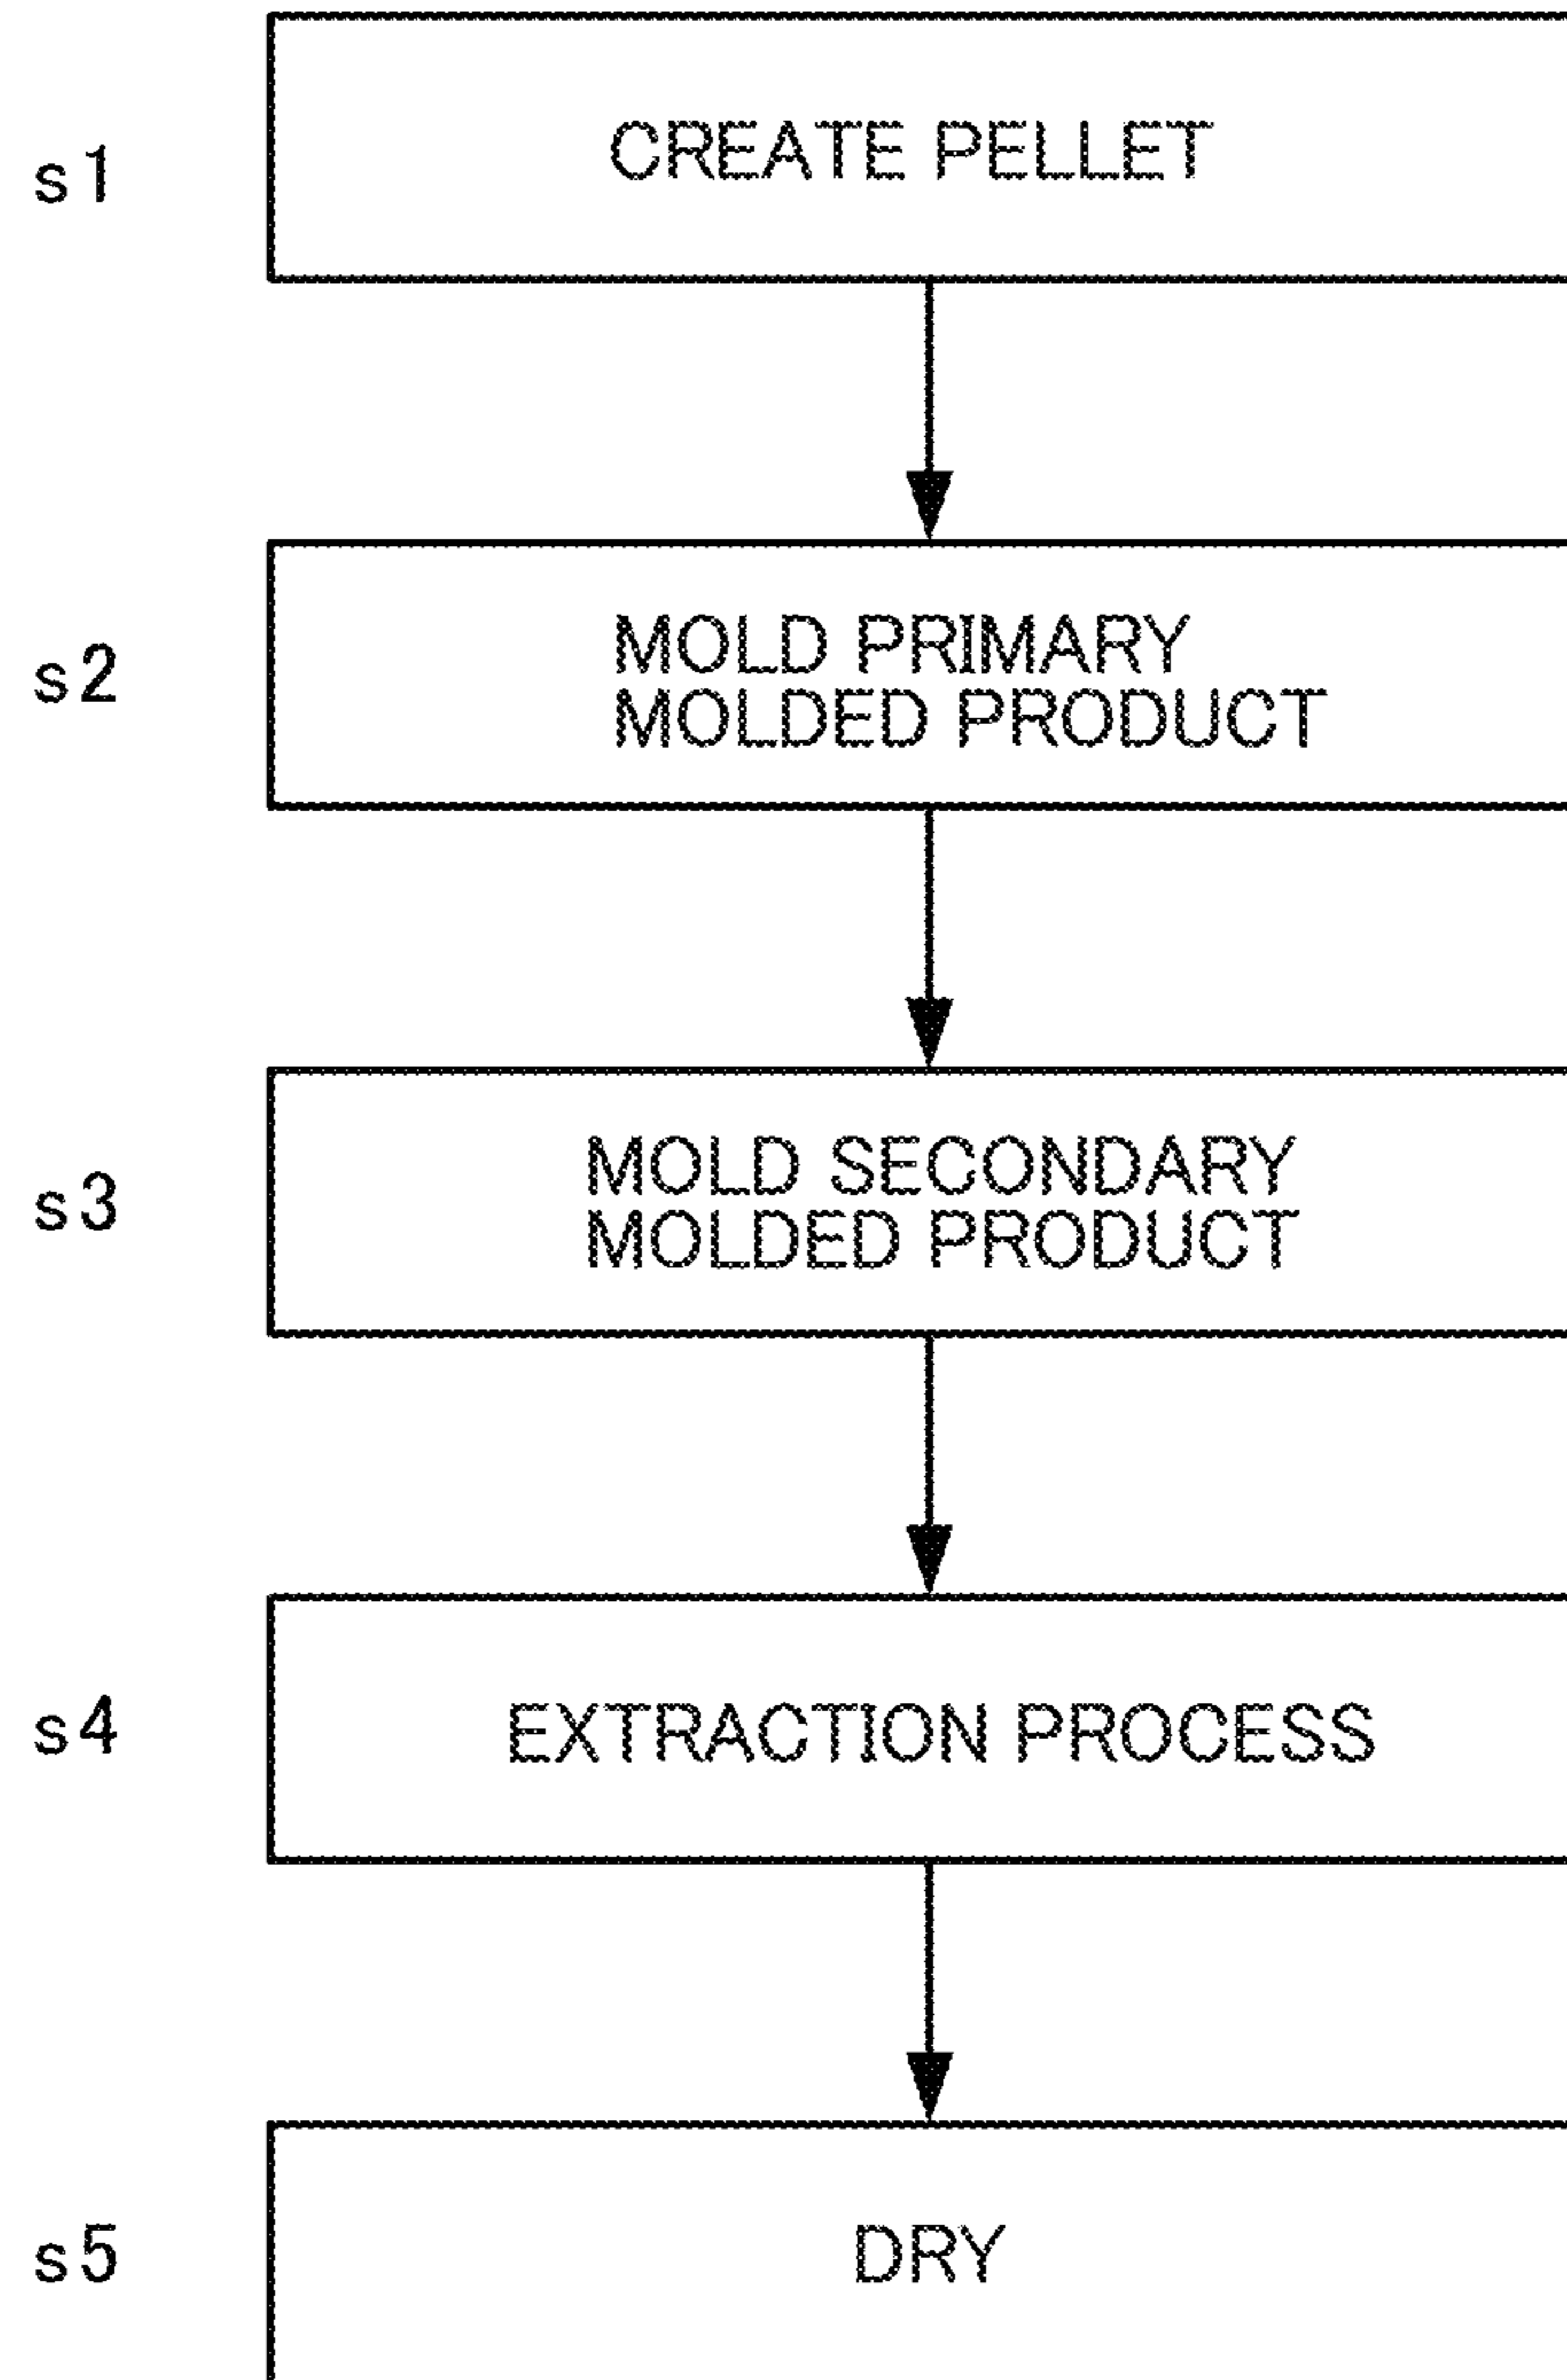 s1
CREATE PELLET
s2
MOLD PRIMARY
MOLDED PRODUCT
s3
MOLD SECONDARY
MOLDED PRODUCT
s4
EXTRACTION PROCESS
s5
DRY